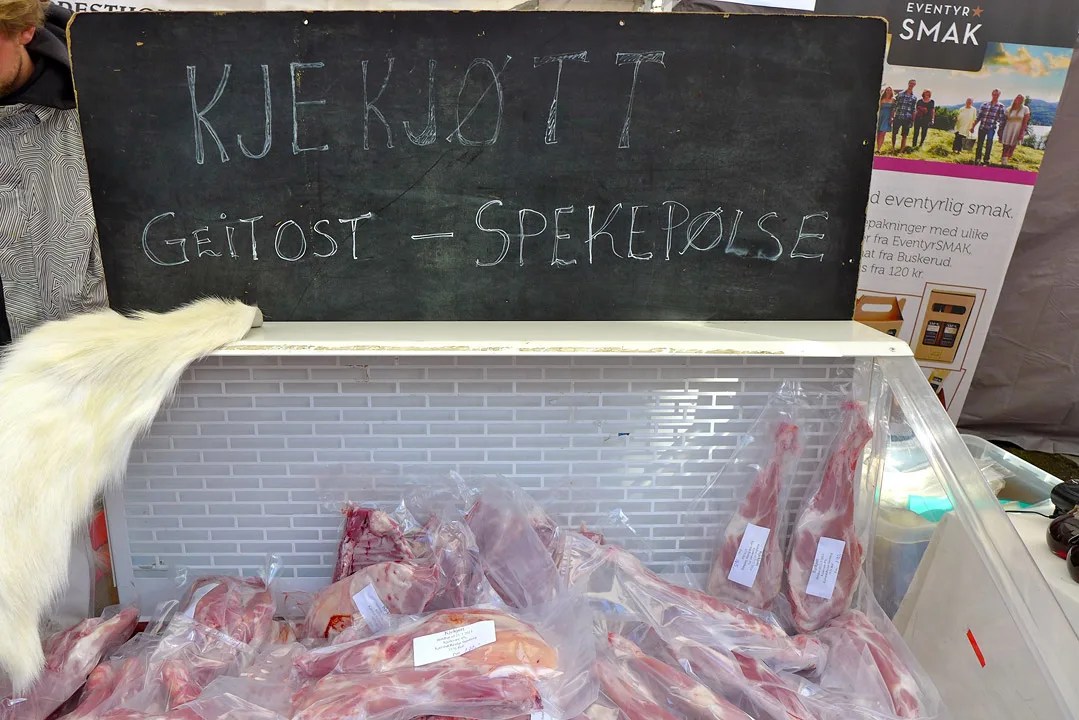 EVENTYR
SMAK
KJEKJØTT
GEITOST – SPEKEPØLSE.
d eventyrlig smak.
pakninger med ulike
r fra EventyrSMAK,
at fra Buskerud.
s fra 120 kr.